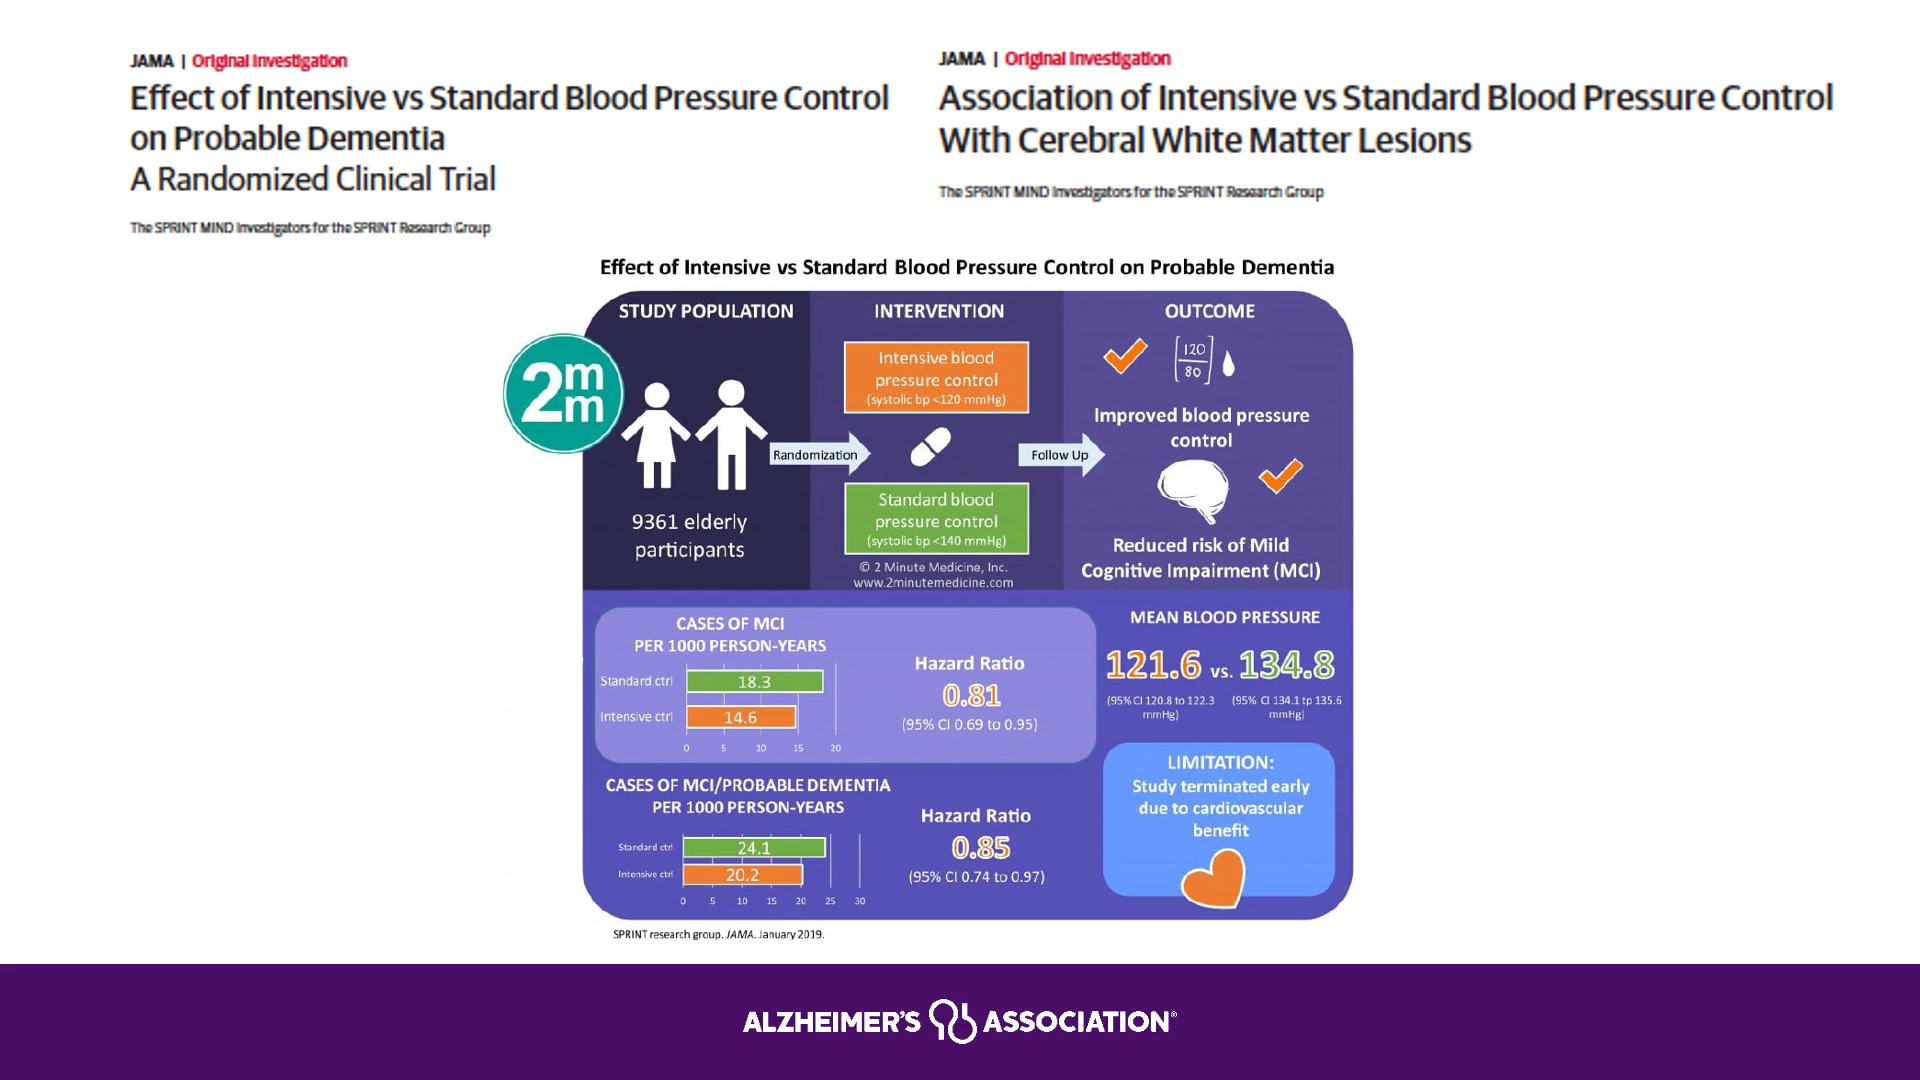 JAMA | Original Investigation
Effect of Intensive vs Standard Blood Pressure Control
on Probable Dementia
A Randomized Clinical Trial
The SPRINT MIND Investigators for the SPRINT Research Group
JAMA | Original Investigation
Association of Intensive vs Standard Blood Pressure Control
With Cerebral White Matter Lesions
The SPRINT MIND Investigators for the SPRINT Research Group
Effect of Intensive vs Standard Blood Pressure Control on Probable Dementia
2mm
STUDY POPULATION
9361 elderly
participants
Randomization
INTERVENTION
Intensive blood
pressure control
(systolic bp <120 mmHg)
Standard blood
pressure control
(systolic bp <140 mmHg)
© 2 Minute Medicine, Inc.
www.2minutemedicine.com
Follow Up
OUTCOME
120
80
Improved blood pressure
control
Reduced risk of Mild
Cognitive Impairment (MCI)
CASES OF MCI
PER 1000 PERSON-YEARS
Standard ctrl 18.3
Intensive ctrl 14.6
0 5 10 15 20
Hazard Ratio
0.81
(95% CI 0.69 to 0.95)
MEAN BLOOD PRESSURE
121.6 vs. 134.8
(95% CI 120.8 to 122.3 (95% CI 134.1 tp 135.6
mmHg) mmHg)
CASES OF MCI/PROBABLE DEMENTIA
PER 1000 PERSON-YEARS
Standard ctrl 24.1
Intensive ctrl 20.2
0 5 10 15 20 25 30
Hazard Ratio
0.85
(95% CI 0.74 to 0.97)
LIMITATION:
Study terminated early
due to cardiovascular
benefit
SPRINT research group. JAMA. January 2019.
ALZHEIMER'S ASSOCIATION®